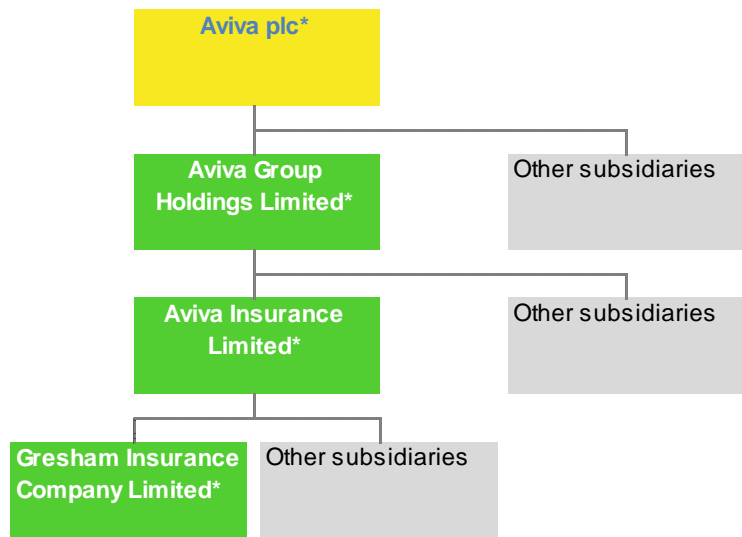 Aviva plc*
Aviva Group
Holdings Limited*
Other subsidiaries
Aviva Insurance
Limited*
Other subsidiaries
Gresham Insurance
Company Limited*
Other subsidiaries